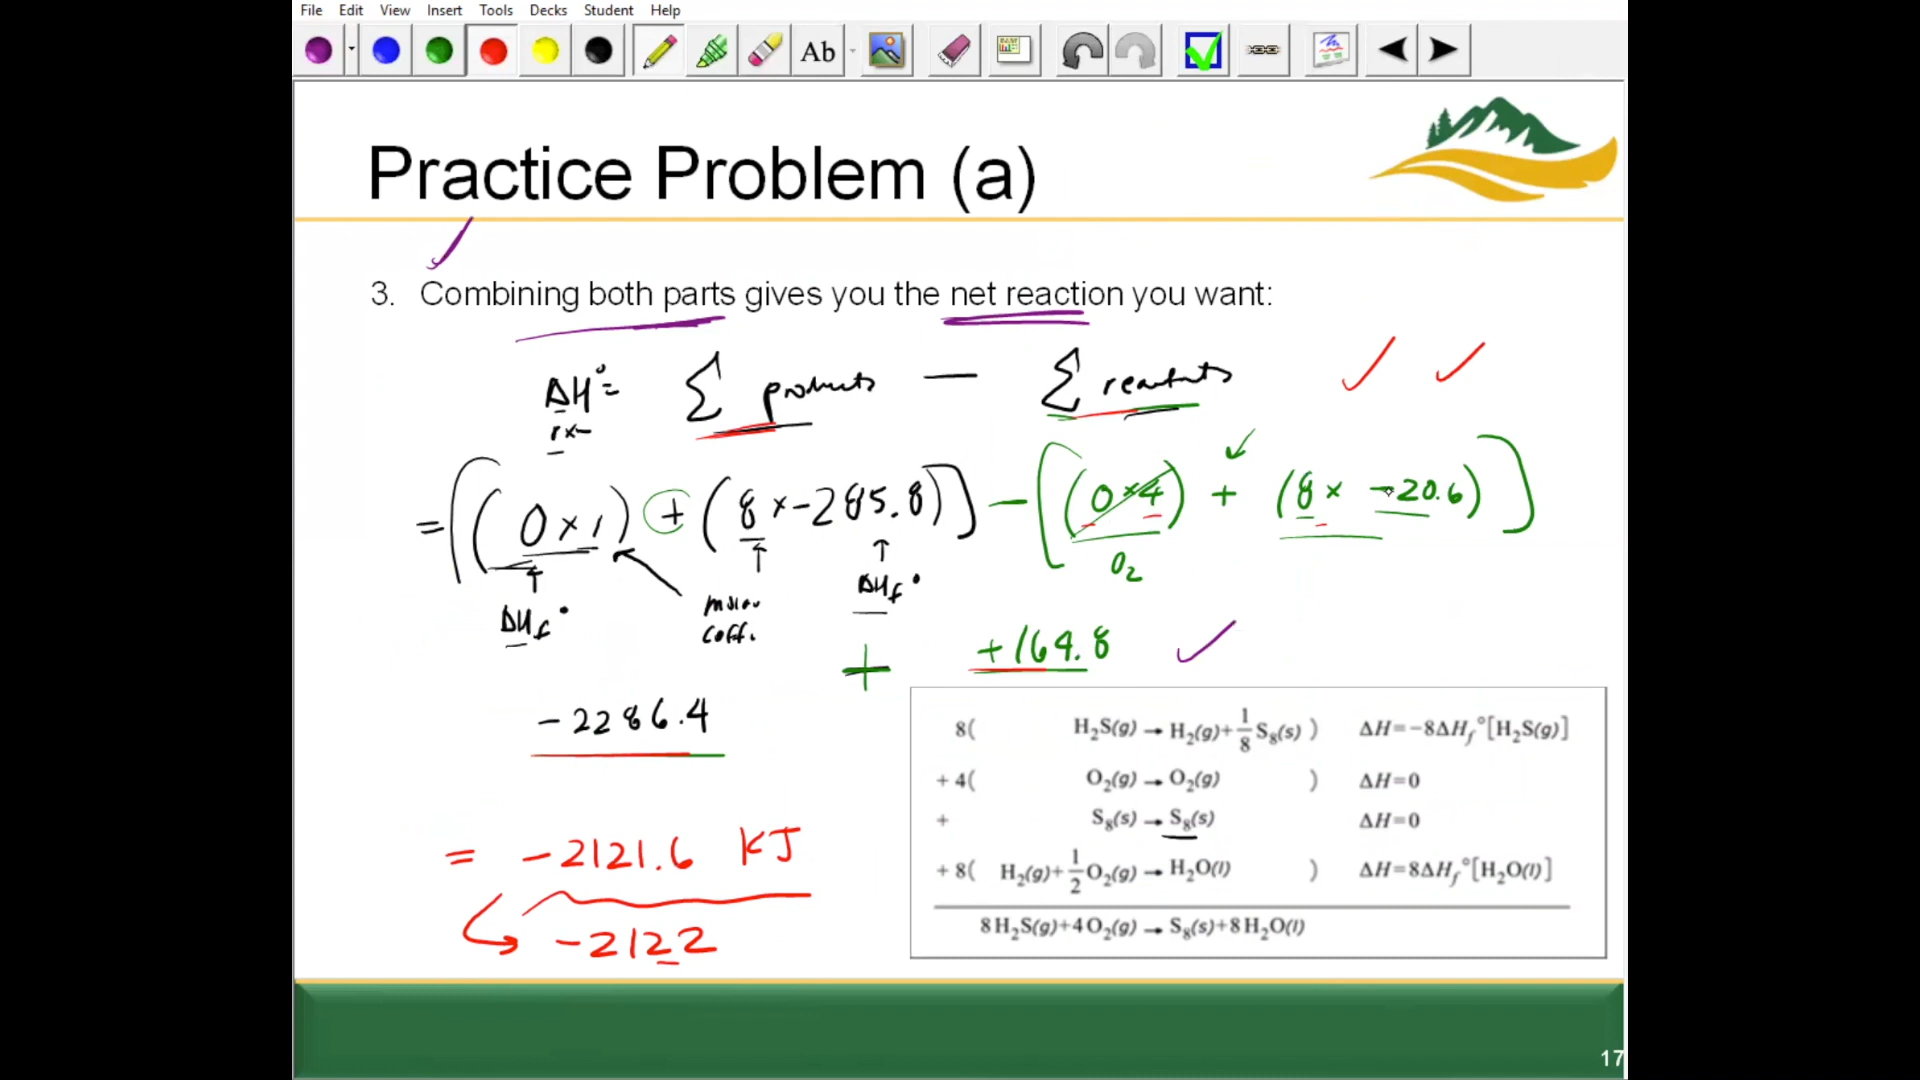 File Edit View Insert Tools Decks Student Help
Ab
Practice Problem (a)
3. Combining both parts gives you the net reaction you want:
ΔH°rxn = Σ products − Σ reactants
= [(0 × 1) + (8 × -285.8)] − [(0 × 4) + (8 × -20.6)]
O₂
ΔHf° molar coeff. ΔHf°
+ +164.8
-2286.4
= -2121.6 KJ
-2122
8( H₂S(g) → H₂(g) + 1/8 S₈(s) ) ΔH = −8ΔHf°[H₂S(g)]
+ 4( O₂(g) → O₂(g) ) ΔH = 0
+ S₈(s) → S₈(s) ΔH = 0
+ 8( H₂(g) + 1/2 O₂(g) → H₂O(l) ) ΔH = 8ΔHf°[H₂O(l)]
8H₂S(g) + 4O₂(g) → S₈(s) + 8H₂O(l)
17